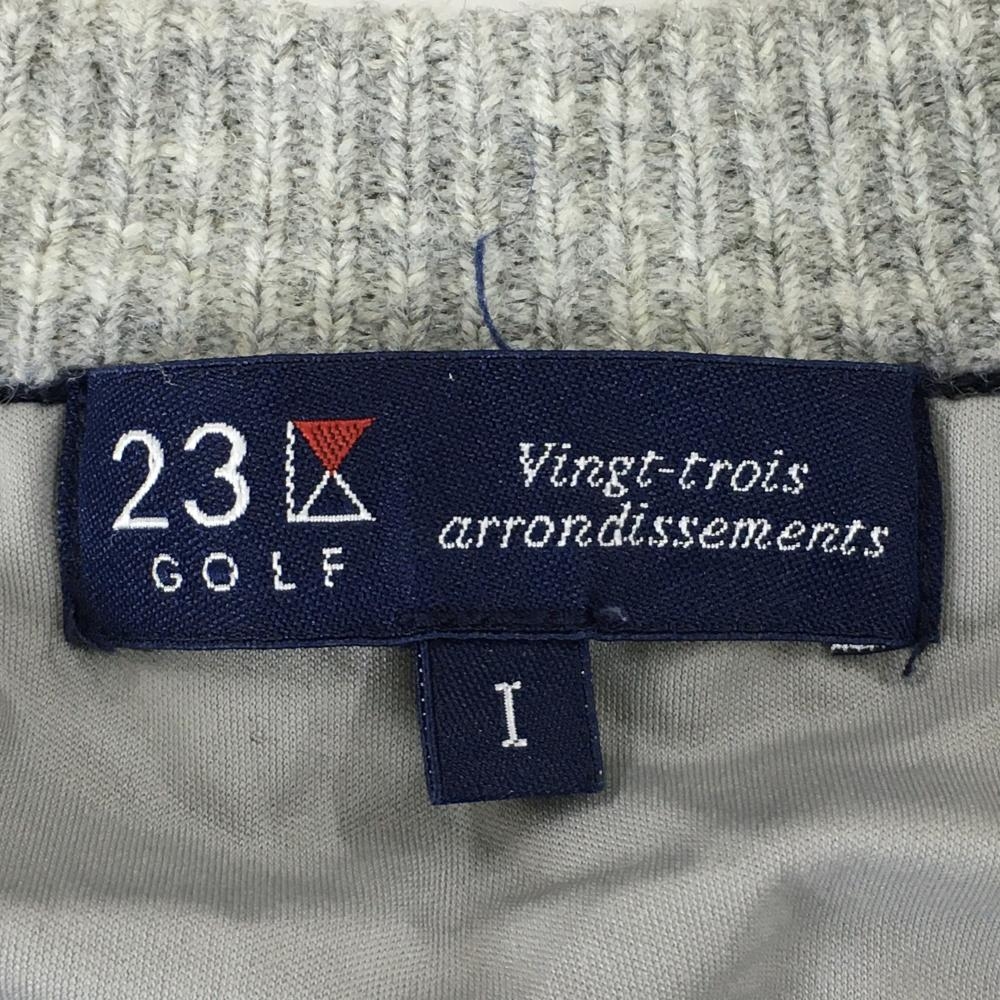 23
GOLF
Vingt-trois
arrondissements
I